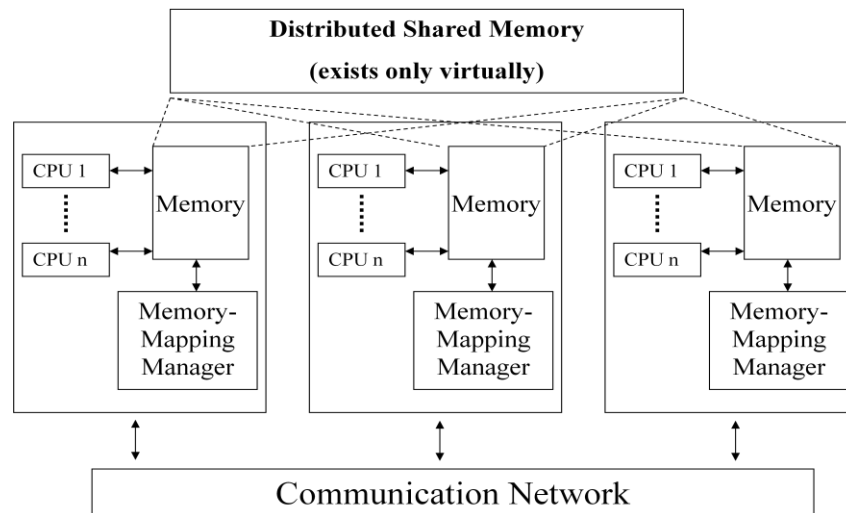 Distributed Shared Memory
(exists only virtually)
CPU 1
Memory
CPU n
Memory-
Mapping
Manager
CPU 1
Memory
CPU n
Memory-
Mapping
Manager
CPU 1
Memory
CPU n
Memory-
Mapping
Manager
Communication Network